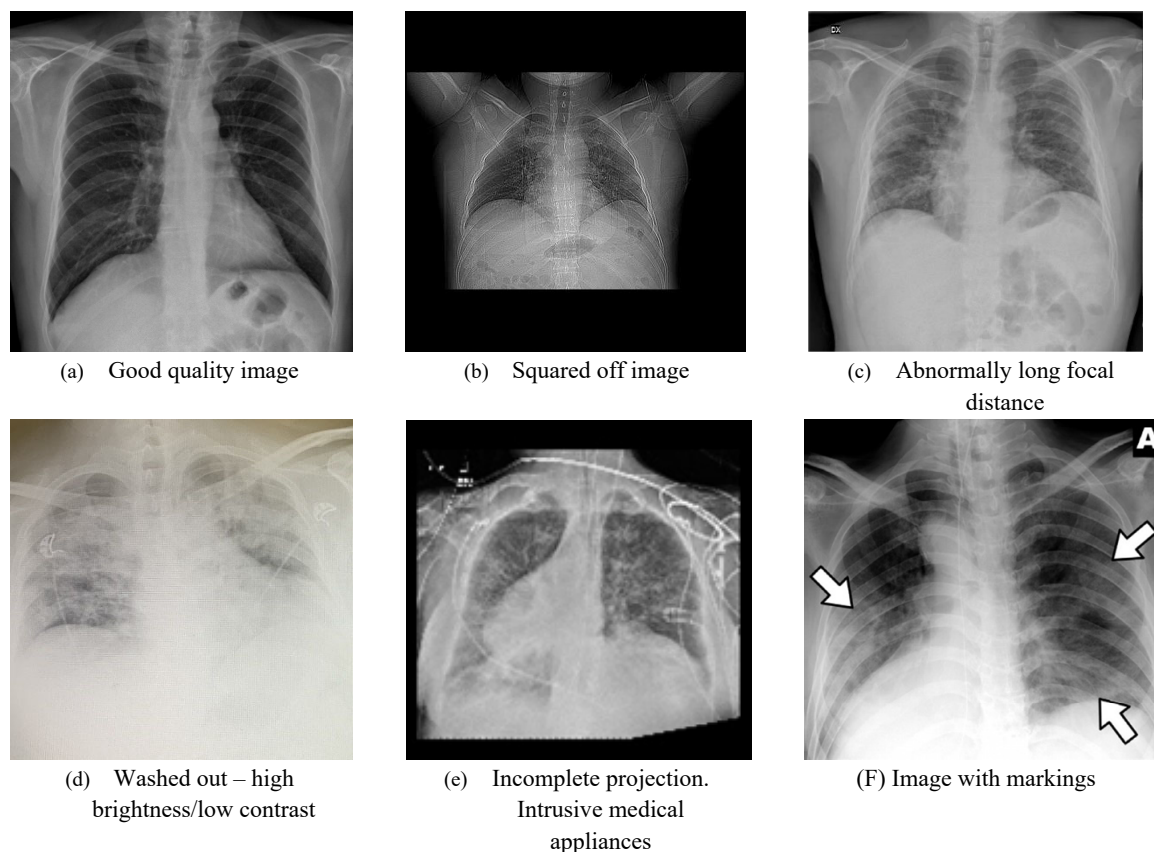 DX
(a) Good quality image
(b) Squared off image
(c) Abnormally long focal
distance
A
(d) Washed out – high
brightness/low contrast
(e) Incomplete projection.
Intrusive medical
appliances
(F) Image with markings